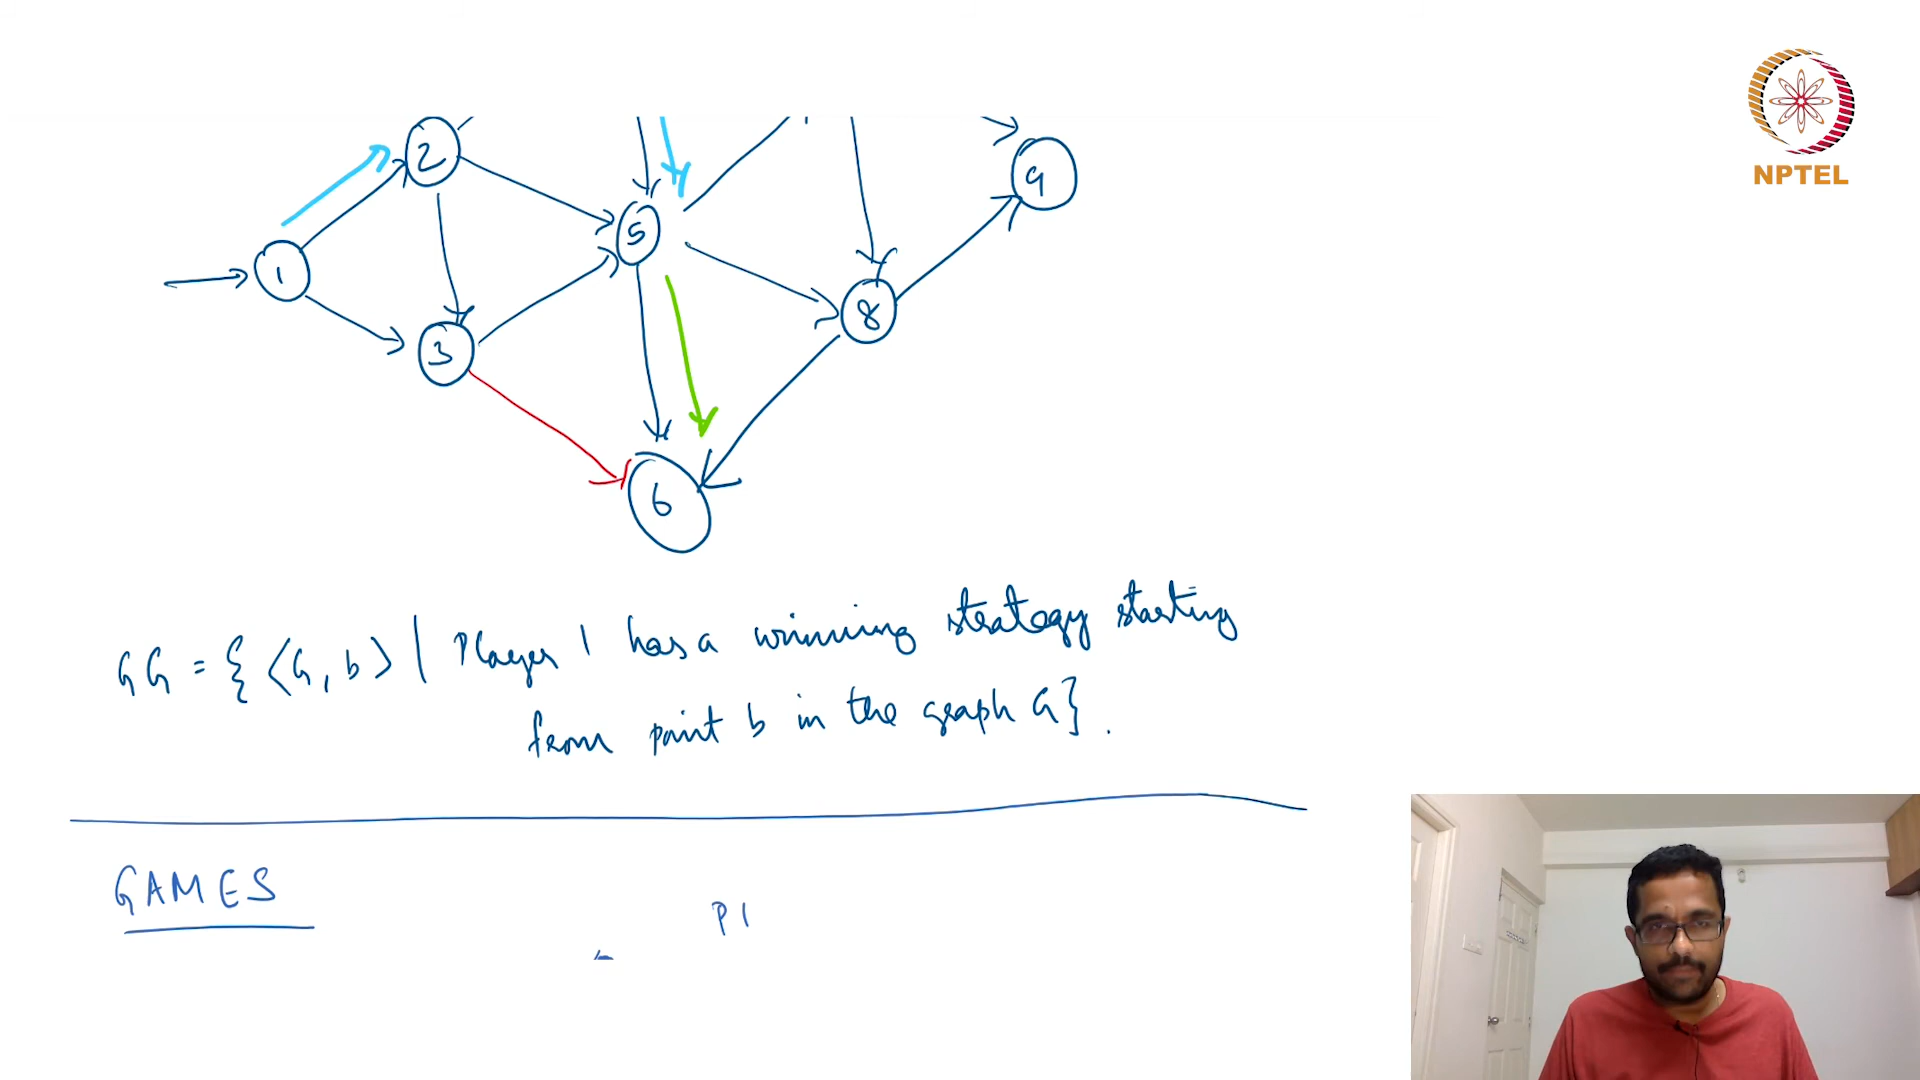 NPTEL
2
9
5
1
8
3
6
GG = { ⟨G, b⟩ | Player 1 has a winning strategy starting
from point b in the graph G}.
GAMES
P1